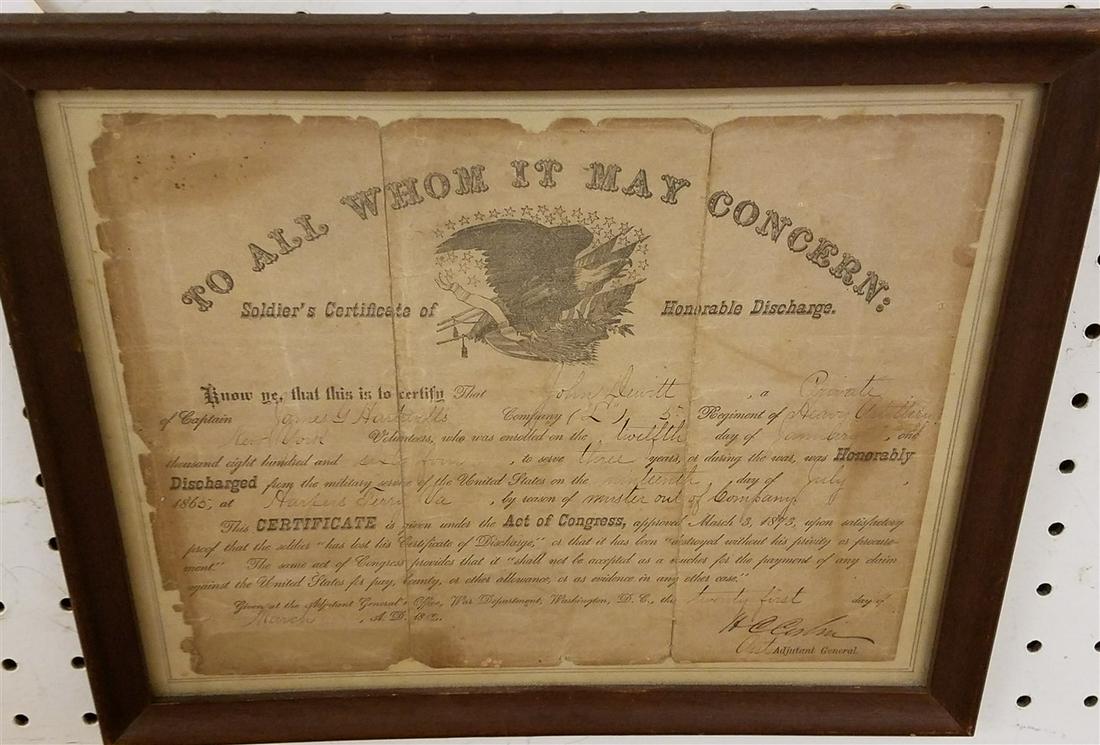 TO ALL WHOM IT MAY CONCERN:
Soldier's Certificate of Honorable Discharge.
Know ye, that this is to certify That John Dewitt, a Private
of Captain James G Company (L), 5" Regiment of Heavy Artillery
New York Volunteers, who was enrolled on the twelfth day of January, one
thousand eight hundred and sixty four, to serve three years, or during the war, was Honorably
Discharged from the military service of the United States on the nineteenth day of July,
1865, at Harpers Ferry Va, by reason of muster out of Company
This CERTIFICATE is given under the Act of Congress, approved March 3, 1873, upon satisfactory
proof that the soldier "has lost his Certificate of Discharge," or that it has been "destroyed without his privity or procure-
ment." The same act of Congress provides that it "shall not be accepted as a voucher for the payment of any claim
against the United States for pay, bounty, or other allowance, or as evidence in any other case."
Given at the Adjutant General's Office, War Department, Washington, D. C., the twenty first day of
March, A. D. 18
Asst Adjutant General.